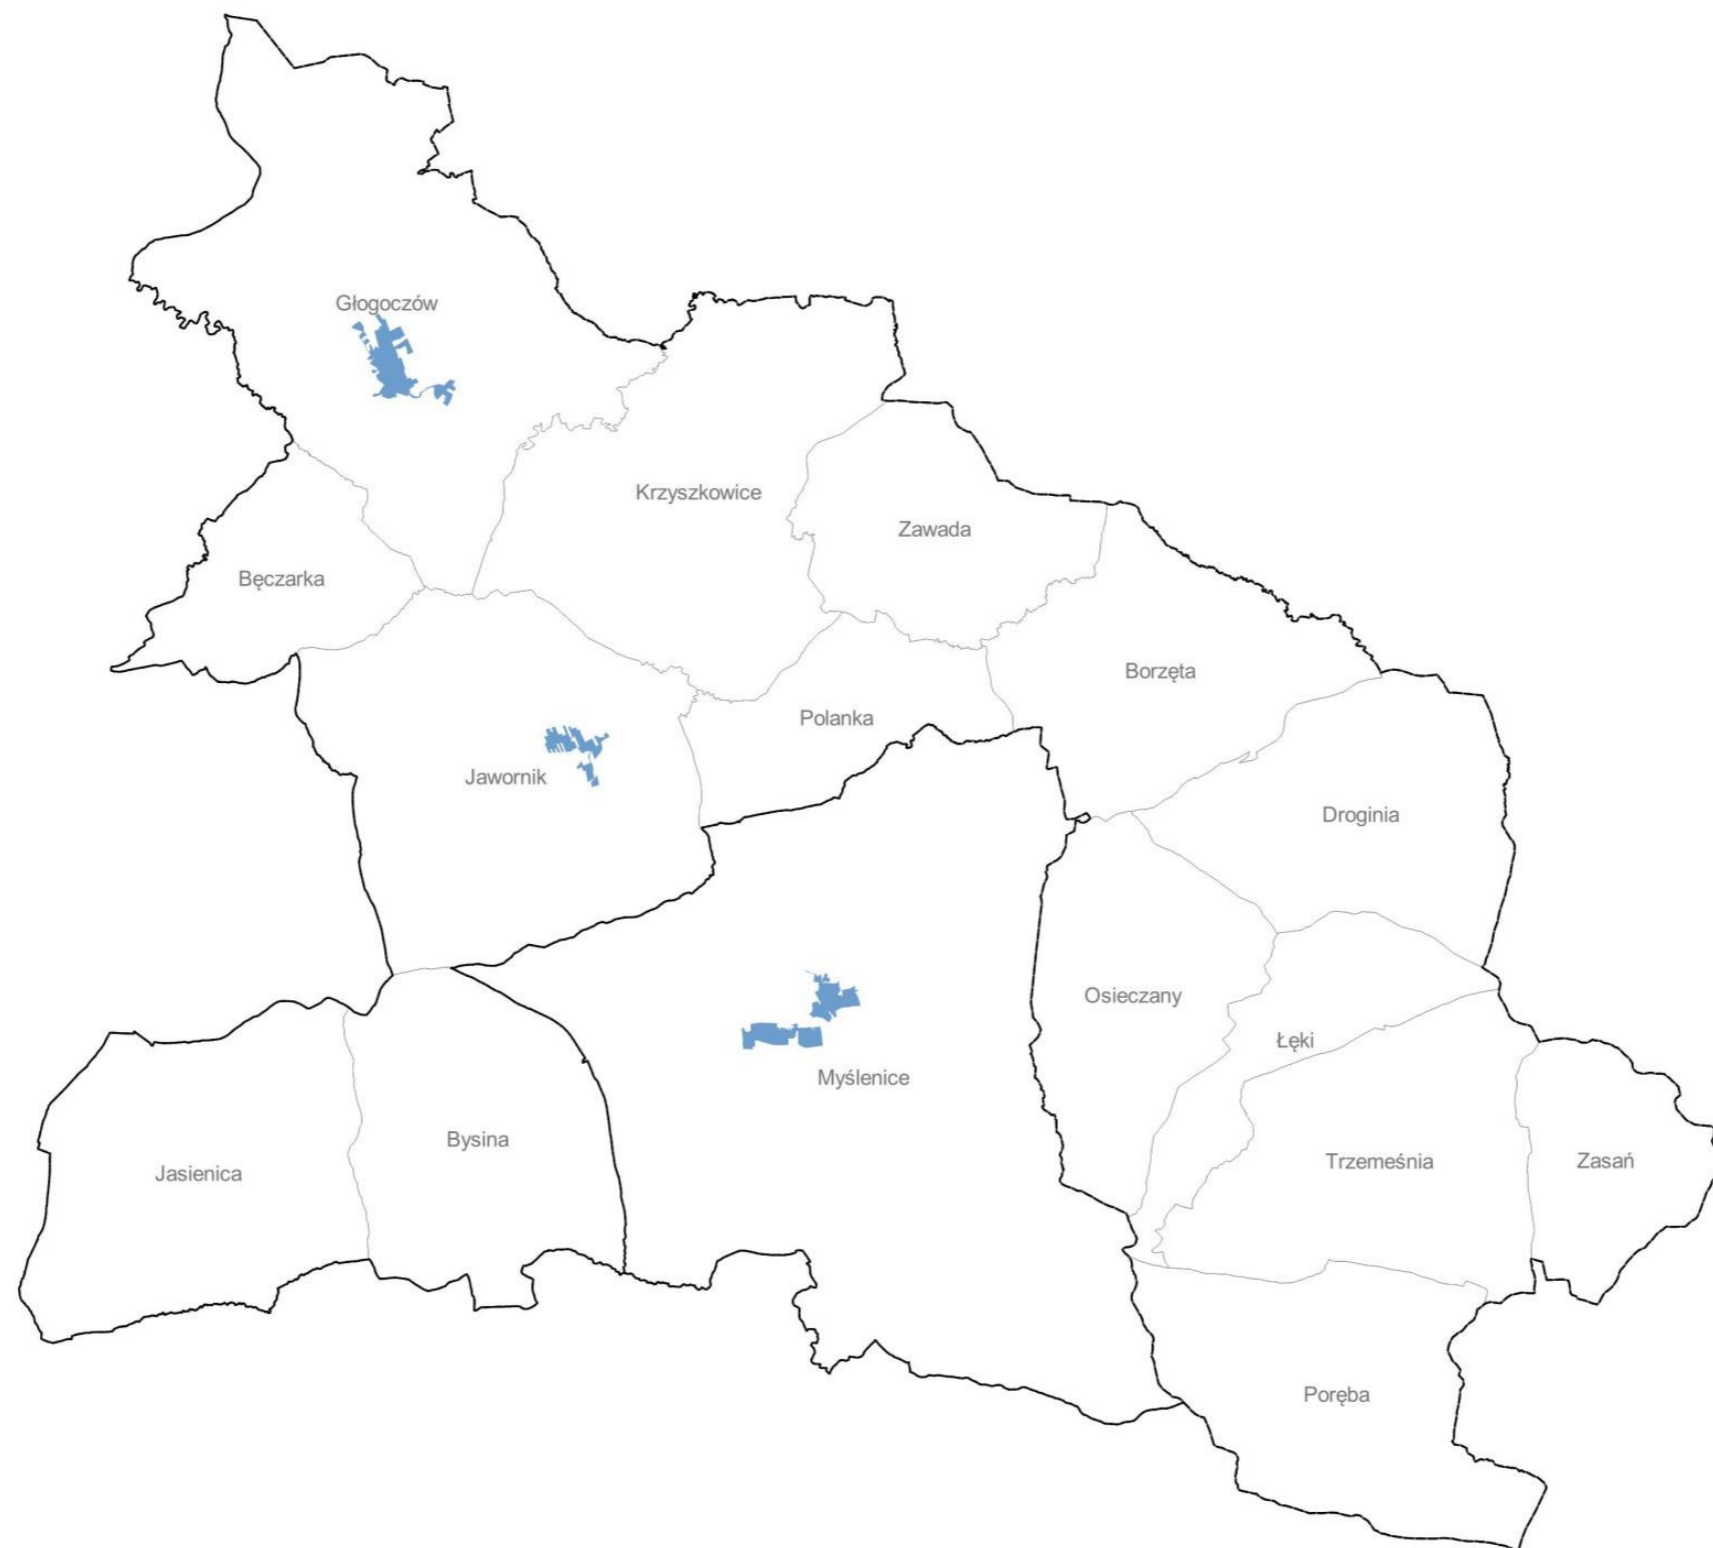 Głogoczów
Krzyszkowice
Zawada
Bęczarka
Borzęta
Polanka
Jawornik
Droginia
Osieczany
Łęki
Myślenice
Bysina
Jasienica
Trzemeśnia
Zasań
Poręba